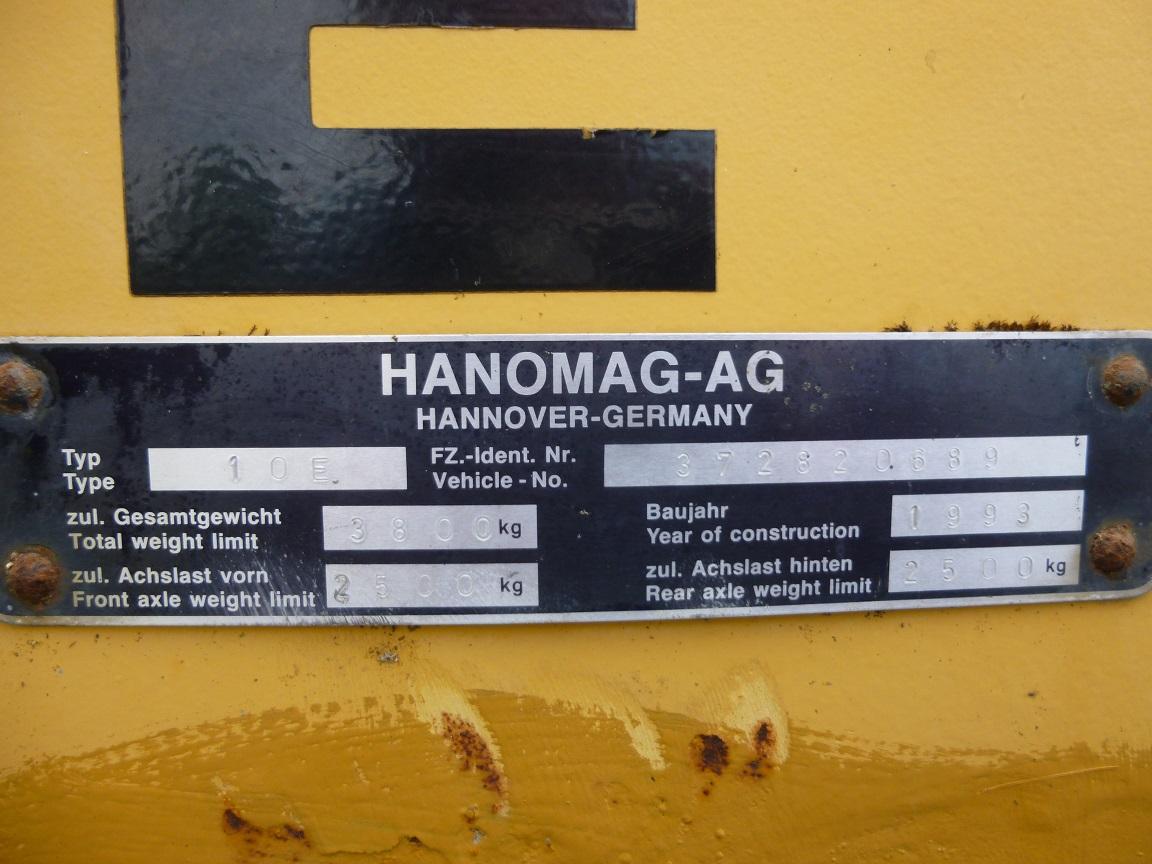 E
HANOMAG-AG
HANNOVER-GERMANY
Typ
Type
10E
FZ.-Ident. Nr.
Vehicle - No.
372820689
zul. Gesamtgewicht
Total weight limit
3800 kg
Baujahr
Year of construction
1993
zul. Achslast vorn
Front axle weight limit
2500 kg
zul. Achslast hinten
Rear axle weight limit
2500 kg